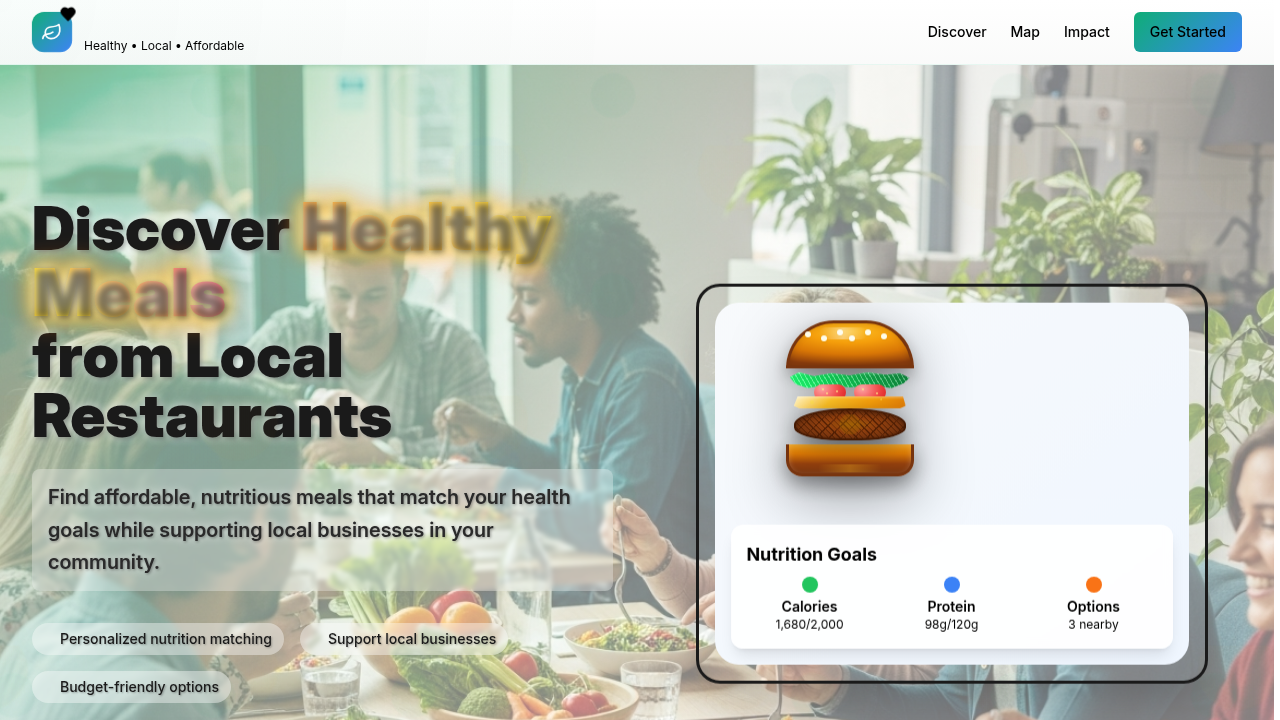 Healthy • Local • Affordable
Discover
Map
Impact
Get Started
Discover Healthy
Meals
from Local
Restaurants
Find affordable, nutritious meals that match your health
goals while supporting local businesses in your
community.
Personalized nutrition matching
Support local businesses
Budget-friendly options
Nutrition Goals
Calories
1,680/2,000
Protein
98g/120g
Options
3 nearby